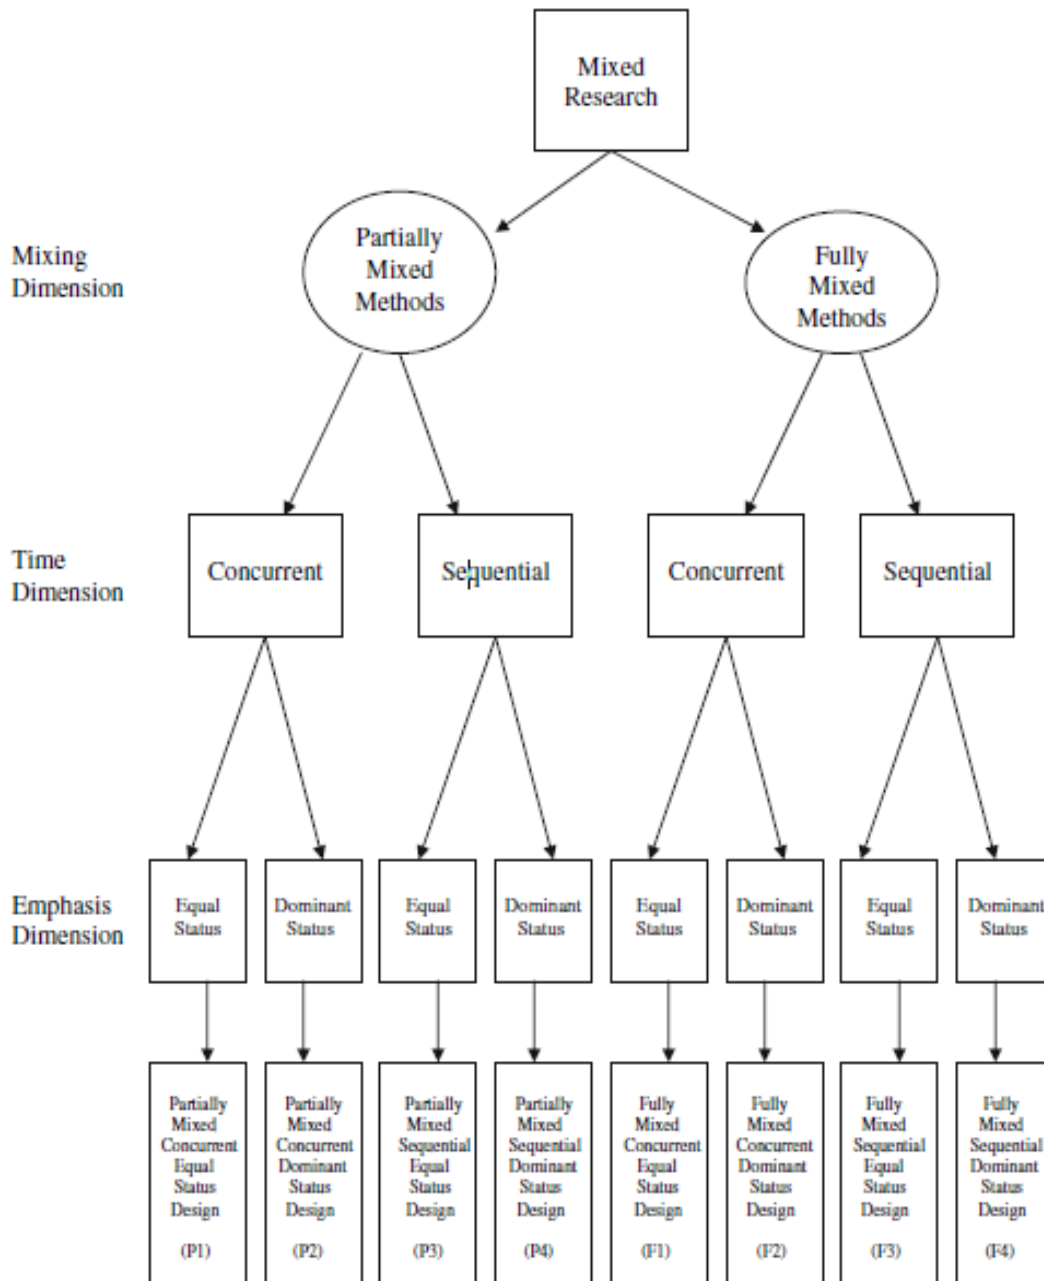 Mixed
Research
Mixing
Dimension
Partially
Mixed
Methods
Fully
Mixed
Methods
Time
Dimension
Concurrent
Sequential
Concurrent
Sequential
Emphasis
Dimension
Equal
Status
Dominant
Status
Equal
Status
Dominant
Status
Equal
Status
Dominant
Status
Equal
Status
Dominant
Status
Partially
Mixed
Concurrent
Equal
Status
Design
(P1)
Partially
Mixed
Concurrent
Dominant
Status
Design
(P2)
Partially
Mixed
Sequential
Equal
Status
Design
(P3)
Partially
Mixed
Sequential
Dominant
Status
Design
(P4)
Fully
Mixed
Concurrent
Equal
Status
Design
(F1)
Fully
Mixed
Concurrent
Dominant
Status
Design
(F2)
Fully
Mixed
Sequential
Equal
Status
Design
(F3)
Fully
Mixed
Sequential
Dominant
Status
Design
(F4)